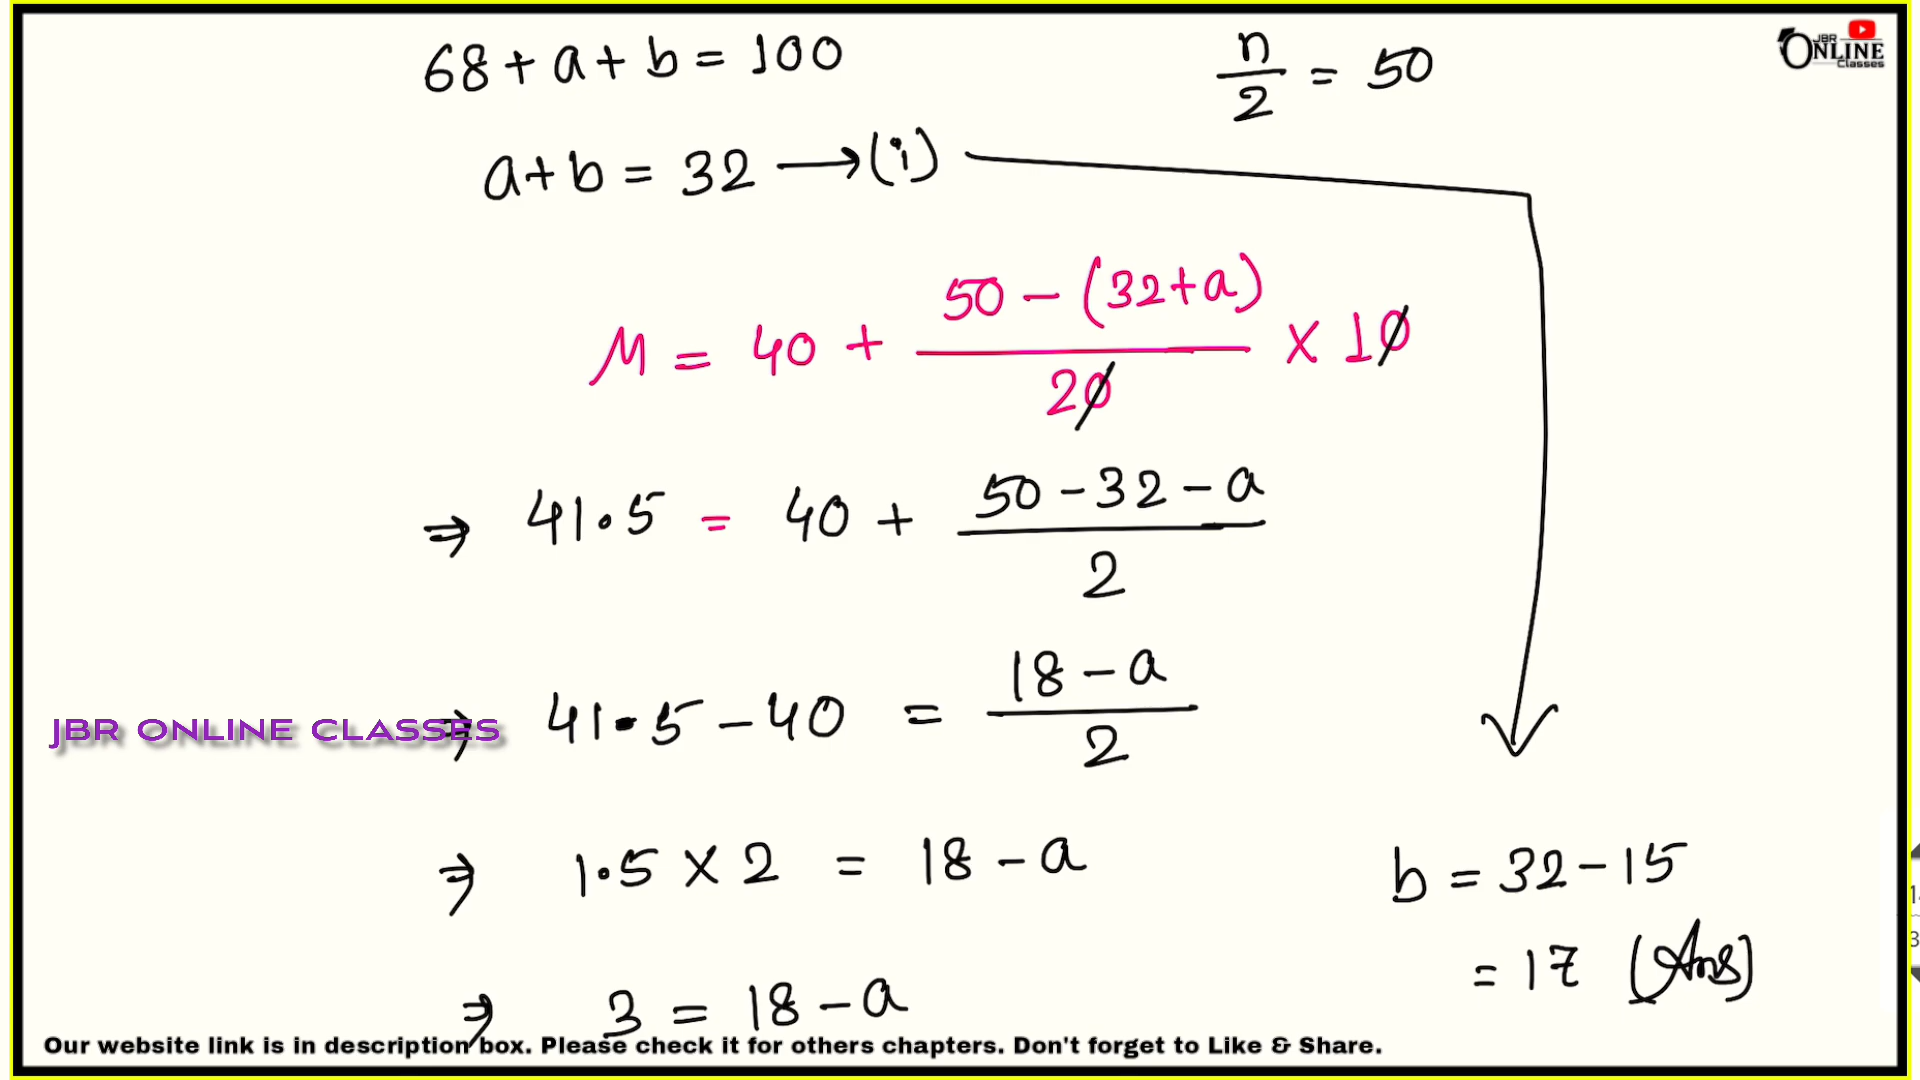 68 + a + b = 100
n/2 = 50
JBR ONLINE Classes
a + b = 32 → (i)
M = 40 + 50 - (32 + a)/20 × 10
⇒ 41.5 = 40 + 50 - 32 - a/2
⇒ 41.5 - 40 = 18 - a/2
JBR ONLINE CLASSES
⇒ 1.5 × 2 = 18 - a
b = 32 - 15
= 17 (Ans)
⇒ 3 = 18 - a
Our website link is in description box. Please check it for others chapters. Don't forget to Like & Share.